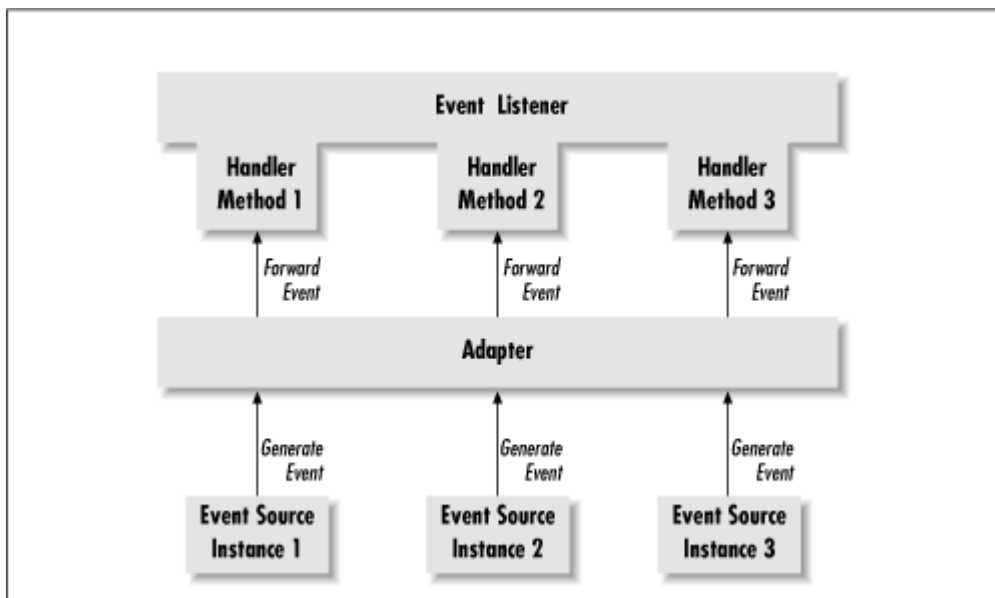 Event Listener
Handler
Method 1
Handler
Method 2
Handler
Method 3
Forward
Event
Forward
Event
Forward
Event
Adapter
Generate
Event
Generate
Event
Generate
Event
Event Source
Instance 1
Event Source
Instance 2
Event Source
Instance 3